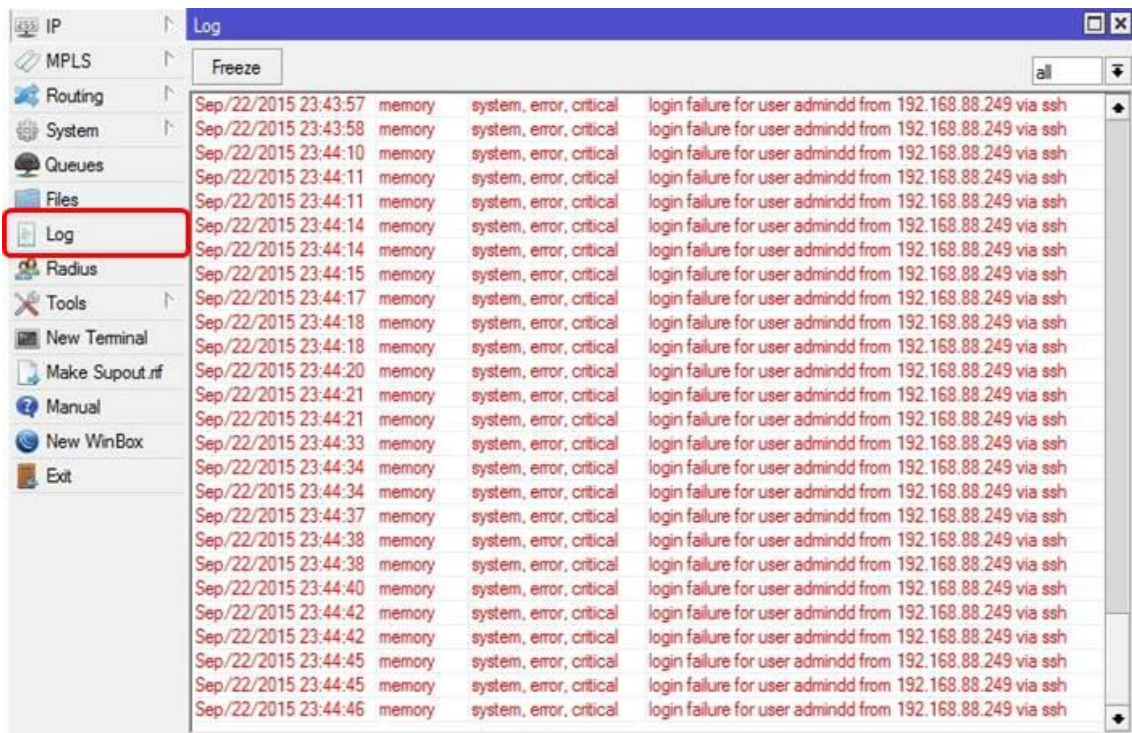 IP
MPLS
Routing
System
Queues
Files
Log
Radius
Tools
New Terminal
Make Supout.rif
Manual
New WinBox
Exit
Log
Freeze
all
Sep/22/2015 23:43:57 memory system, error, critical login failure for user admindd from 192.168.88.249 via ssh
Sep/22/2015 23:43:58 memory system, error, critical login failure for user admindd from 192.168.88.249 via ssh
Sep/22/2015 23:44:10 memory system, error, critical login failure for user admindd from 192.168.88.249 via ssh
Sep/22/2015 23:44:11 memory system, error, critical login failure for user admindd from 192.168.88.249 via ssh
Sep/22/2015 23:44:11 memory system, error, critical login failure for user admindd from 192.168.88.249 via ssh
Sep/22/2015 23:44:14 memory system, error, critical login failure for user admindd from 192.168.88.249 via ssh
Sep/22/2015 23:44:14 memory system, error, critical login failure for user admindd from 192.168.88.249 via ssh
Sep/22/2015 23:44:15 memory system, error, critical login failure for user admindd from 192.168.88.249 via ssh
Sep/22/2015 23:44:17 memory system, error, critical login failure for user admindd from 192.168.88.249 via ssh
Sep/22/2015 23:44:18 memory system, error, critical login failure for user admindd from 192.168.88.249 via ssh
Sep/22/2015 23:44:18 memory system, error, critical login failure for user admindd from 192.168.88.249 via ssh
Sep/22/2015 23:44:20 memory system, error, critical login failure for user admindd from 192.168.88.249 via ssh
Sep/22/2015 23:44:21 memory system, error, critical login failure for user admindd from 192.168.88.249 via ssh
Sep/22/2015 23:44:21 memory system, error, critical login failure for user admindd from 192.168.88.249 via ssh
Sep/22/2015 23:44:33 memory system, error, critical login failure for user admindd from 192.168.88.249 via ssh
Sep/22/2015 23:44:34 memory system, error, critical login failure for user admindd from 192.168.88.249 via ssh
Sep/22/2015 23:44:34 memory system, error, critical login failure for user admindd from 192.168.88.249 via ssh
Sep/22/2015 23:44:37 memory system, error, critical login failure for user admindd from 192.168.88.249 via ssh
Sep/22/2015 23:44:38 memory system, error, critical login failure for user admindd from 192.168.88.249 via ssh
Sep/22/2015 23:44:38 memory system, error, critical login failure for user admindd from 192.168.88.249 via ssh
Sep/22/2015 23:44:40 memory system, error, critical login failure for user admindd from 192.168.88.249 via ssh
Sep/22/2015 23:44:42 memory system, error, critical login failure for user admindd from 192.168.88.249 via ssh
Sep/22/2015 23:44:42 memory system, error, critical login failure for user admindd from 192.168.88.249 via ssh
Sep/22/2015 23:44:45 memory system, error, critical login failure for user admindd from 192.168.88.249 via ssh
Sep/22/2015 23:44:45 memory system, error, critical login failure for user admindd from 192.168.88.249 via ssh
Sep/22/2015 23:44:46 memory system, error, critical login failure for user admindd from 192.168.88.249 via ssh